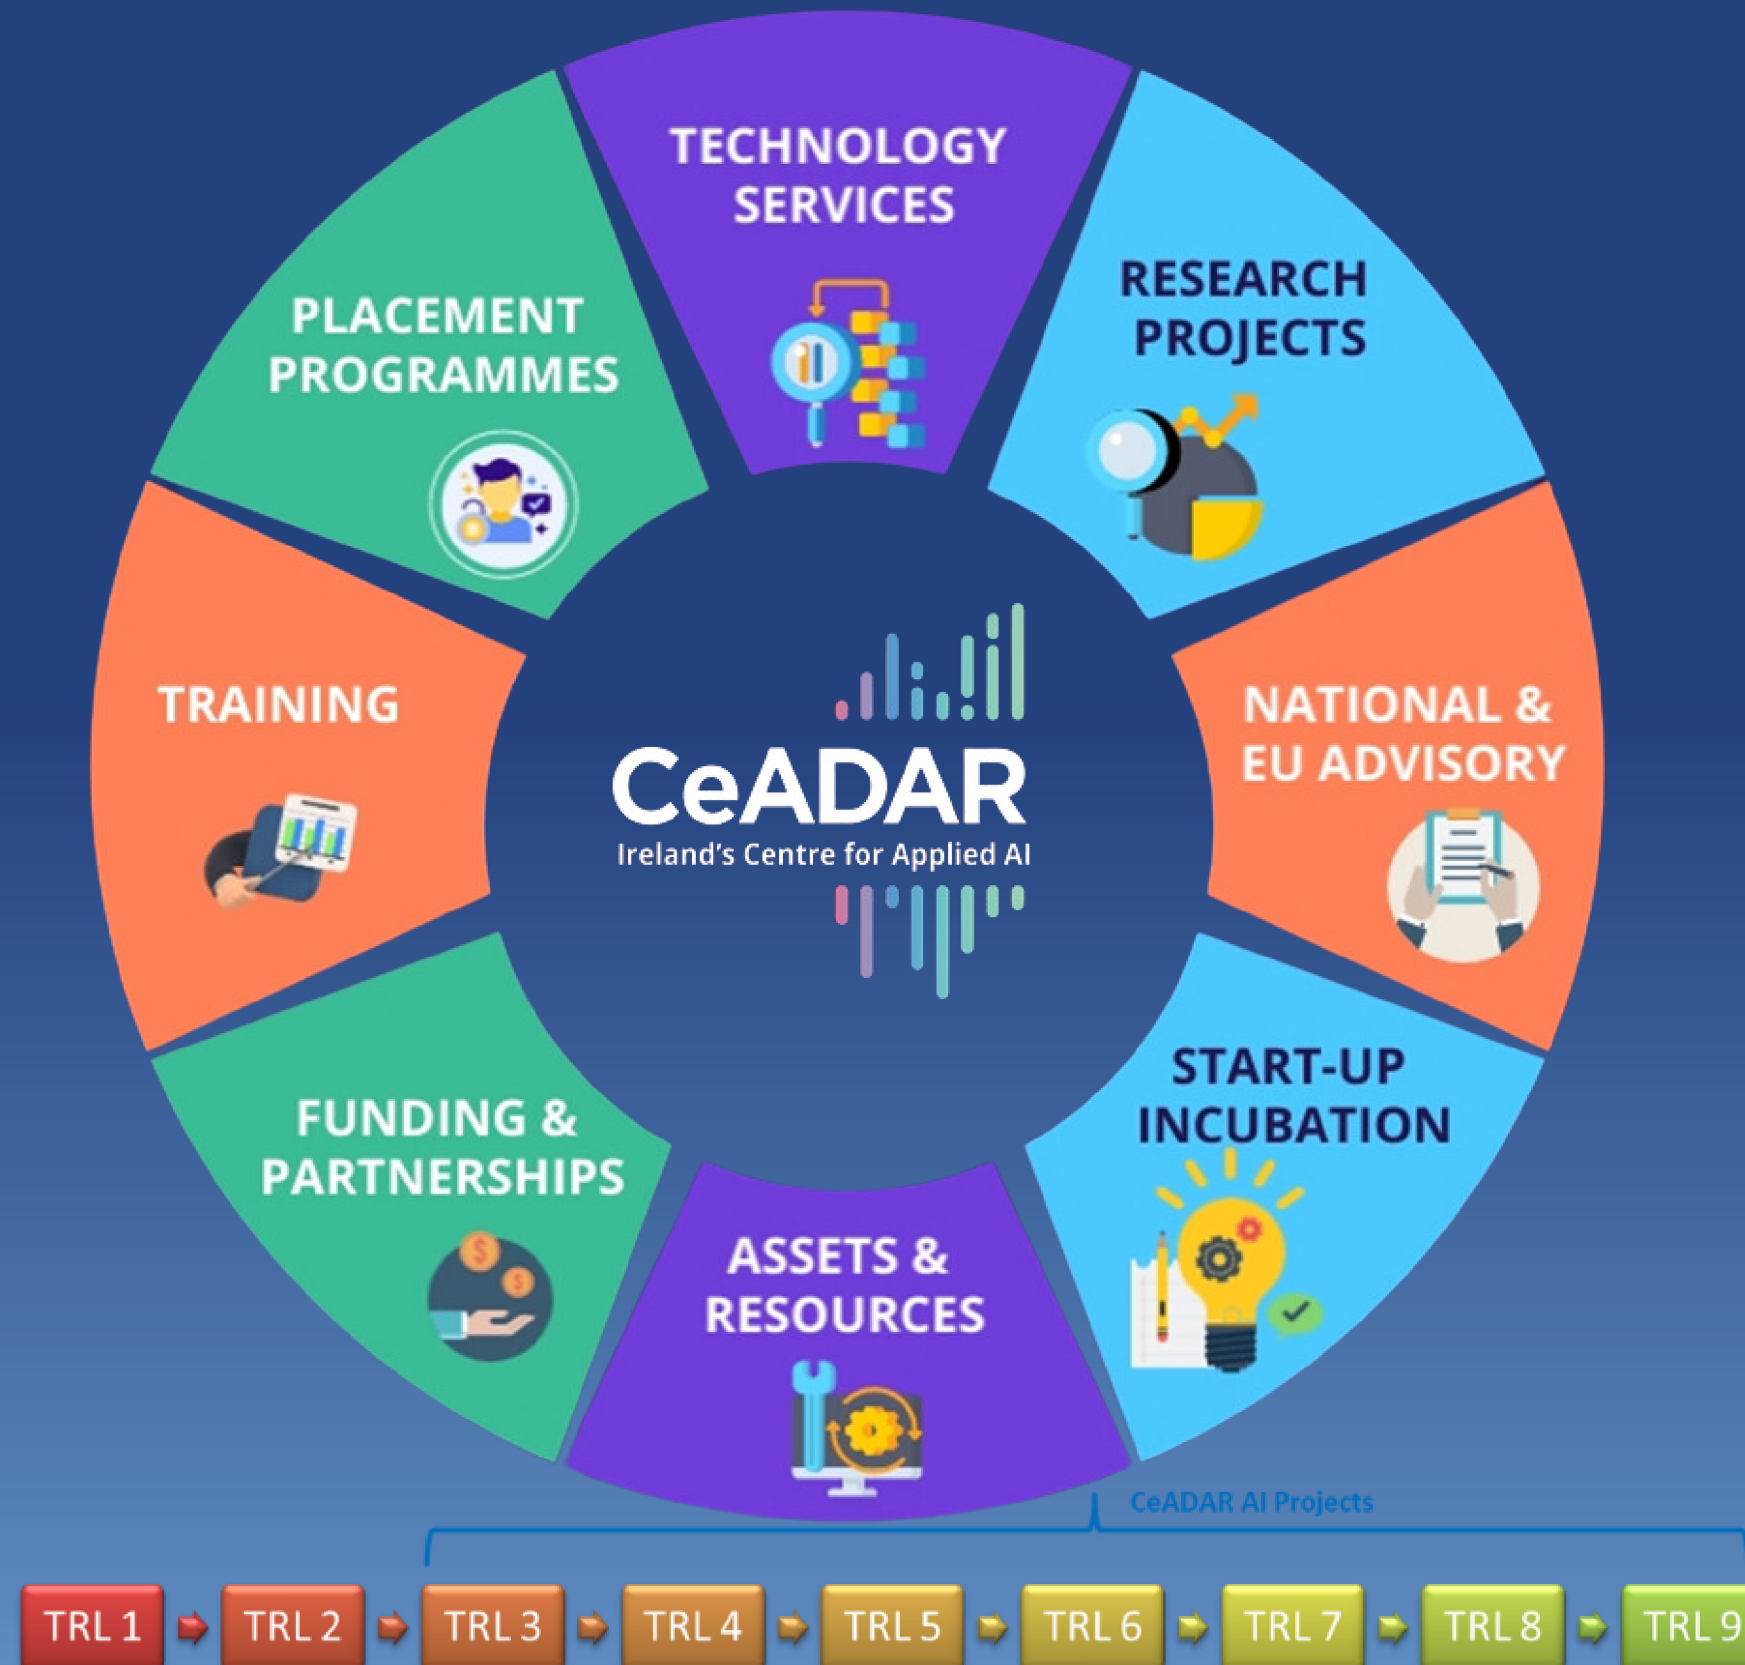 TECHNOLOGY
SERVICES
RESEARCH
PROJECTS
PLACEMENT
PROGRAMMES
TRAINING
NATIONAL &
EU ADVISORY
CeADAR
Ireland's Centre for Applied AI
START-UP
INCUBATION
FUNDING &
PARTNERSHIPS
ASSETS &
RESOURCES
CeADAR AI Projects
TRL 1
TRL 2
TRL 3
TRL 4
TRL 5
TRL 6
TRL 7
TRL 8
TRL 9